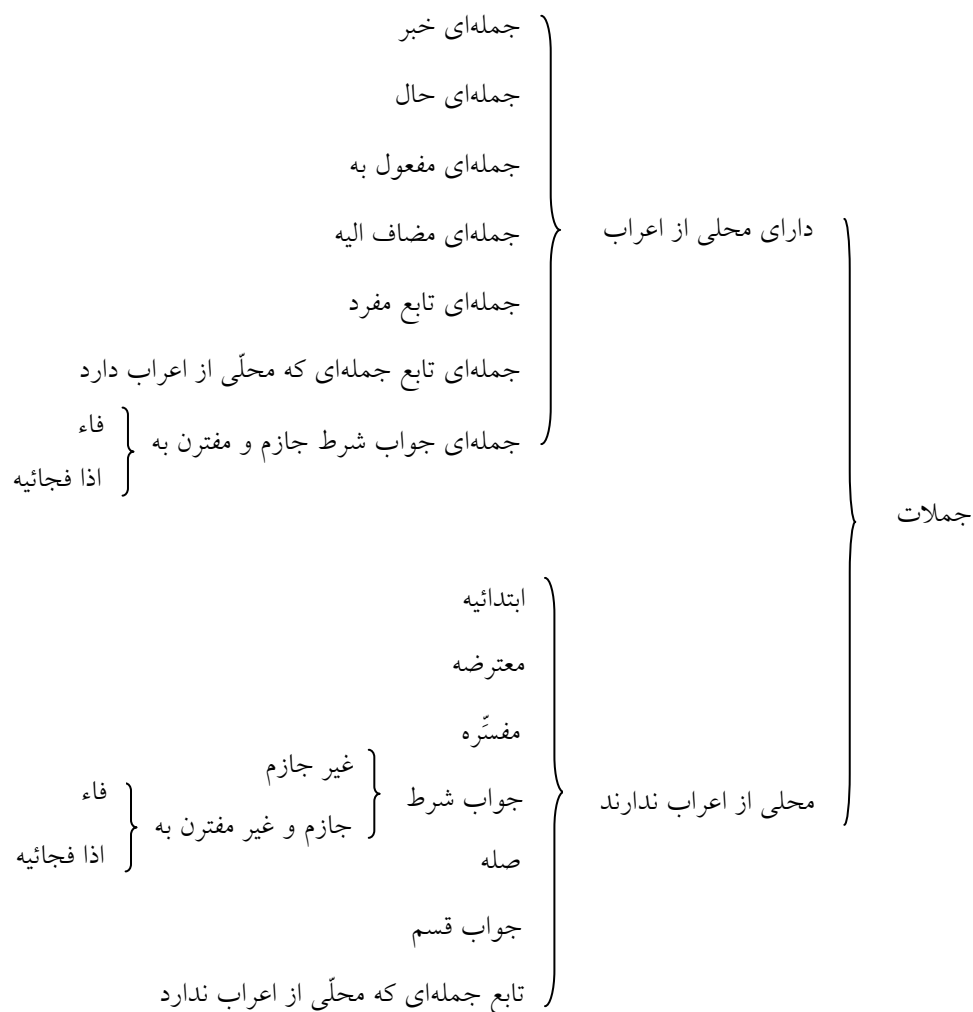 جملات
دارای محلی از اعراب
جمله‌ای خبر
جمله‌ای حال
جمله‌ای مفعول به
جمله‌ای مضاف الیه
جمله‌ای تابع مفرد
جمله‌ای تابع جمله‌ای که محلّی از اعراب دارد
جمله‌ای جواب شرط جازم و مفترن به
فاء
اذا فجائیه
محلی از اعراب ندارند
ابتدائیه
معترضه
مفسِّره
جواب شرط
غیر جازم
جازم و غیر مفترن به
فاء
اذا فجائیه
صله
جواب قسم
تابع جمله‌ای که محلّی از اعراب ندارد